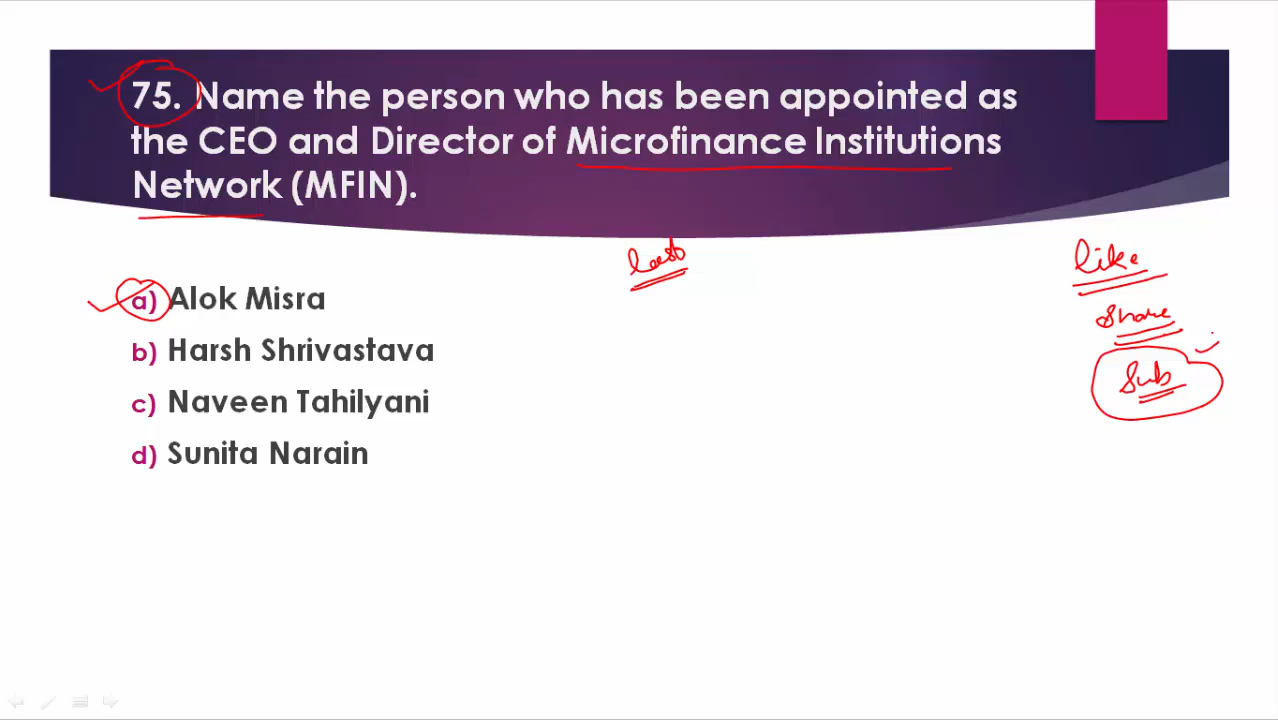 75. Name the person who has been appointed as
the CEO and Director of Microfinance Institutions
Network (MFIN).
last
like
a) Alok Misra
Share
b) Harsh Shrivastava
Sub
c) Naveen Tahilyani
d) Sunita Narain